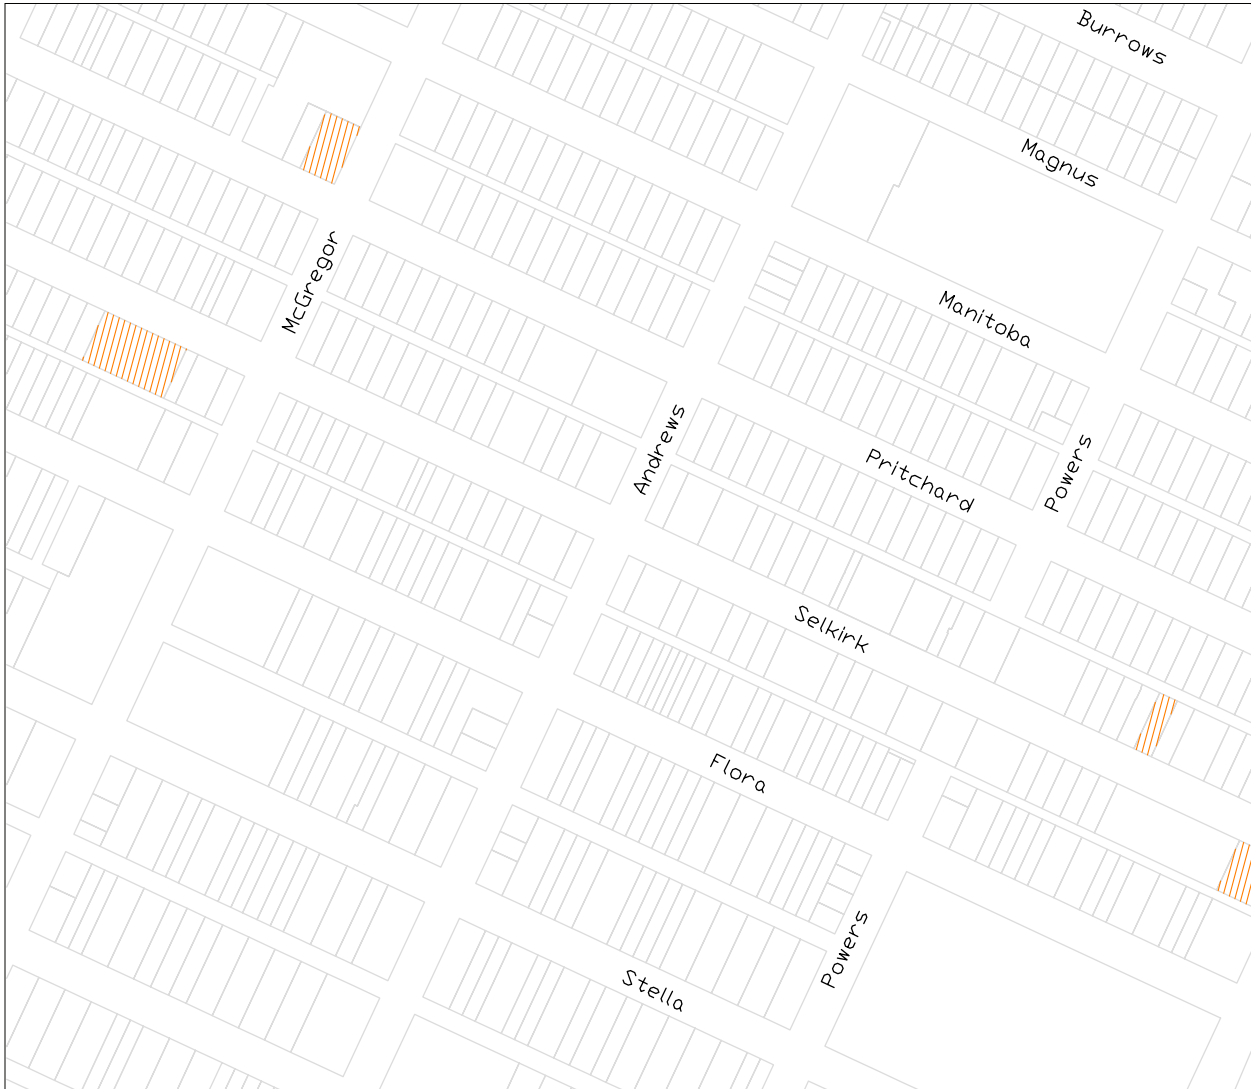 Burrows
Magnus
McGregor
Manitoba
Andrews
Pritchard
Powers
Selkirk
Flora
Powers
Stella